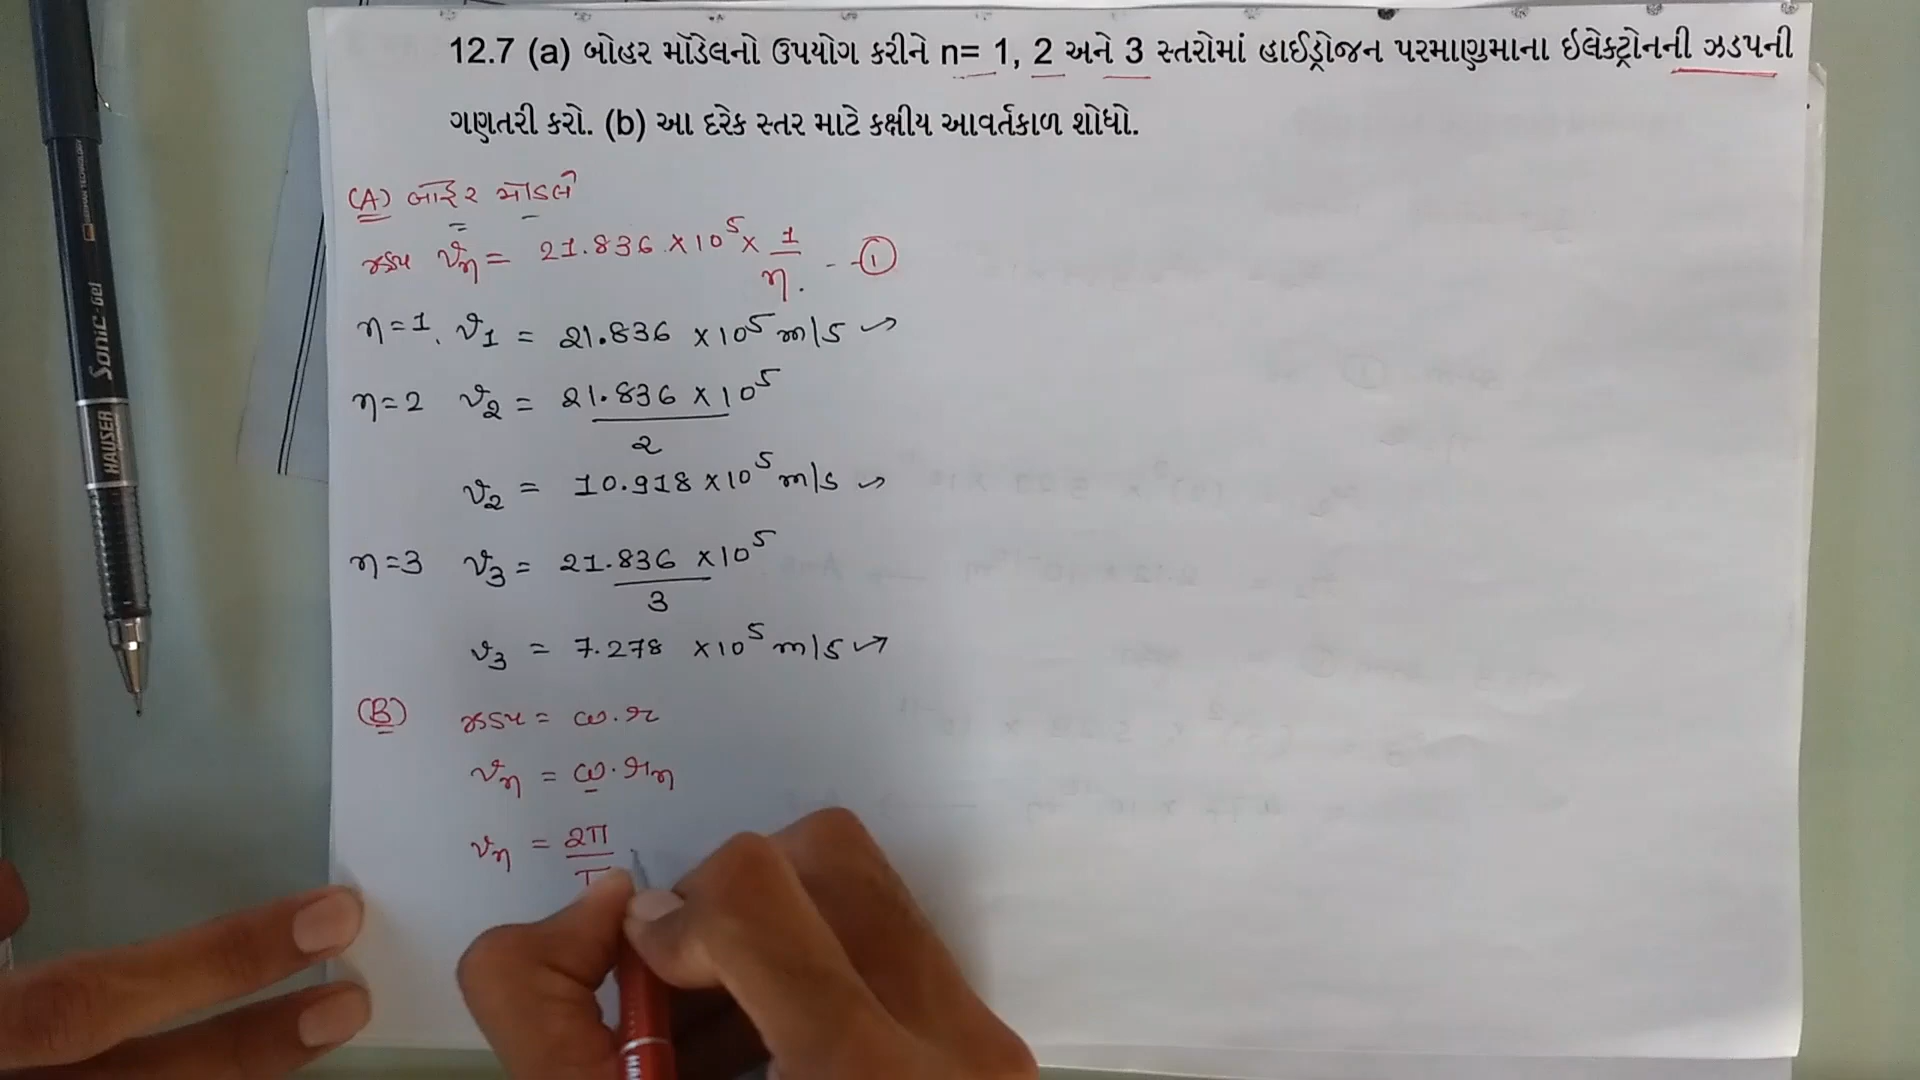 12.7 (a) બોહર મૉડેલનો ઉપયોગ કરીને n= 1, 2 અને 3 સ્તરોમાં હાઈડ્રોજન પરમાણુમાના ઇલેક્ટ્રોનની ઝડપની
ગણતરી કરો. (b) આ દરેક સ્તર માટે કક્ષીય આવર્તકાળ શોધો.
(A) બોહર મોડલ
ઝડપ vn = 21.836 × 10^5 × 1/n. - ①
n=1, v1 = 21.836 ×10^5 m/s
n=2 v2 = 21.836 ×10^5
2
v2 = 10.918 ×10^5 m/s
n=3 v3 = 21.836 ×10^5
3
v3 = 7.278 ×10^5 m/s
(B) ઝડપ = ω.r
vn = ω.rn
vn = 2π
T
Sonic-Gel
HAUSER
GERMAN TECHNOLOGY